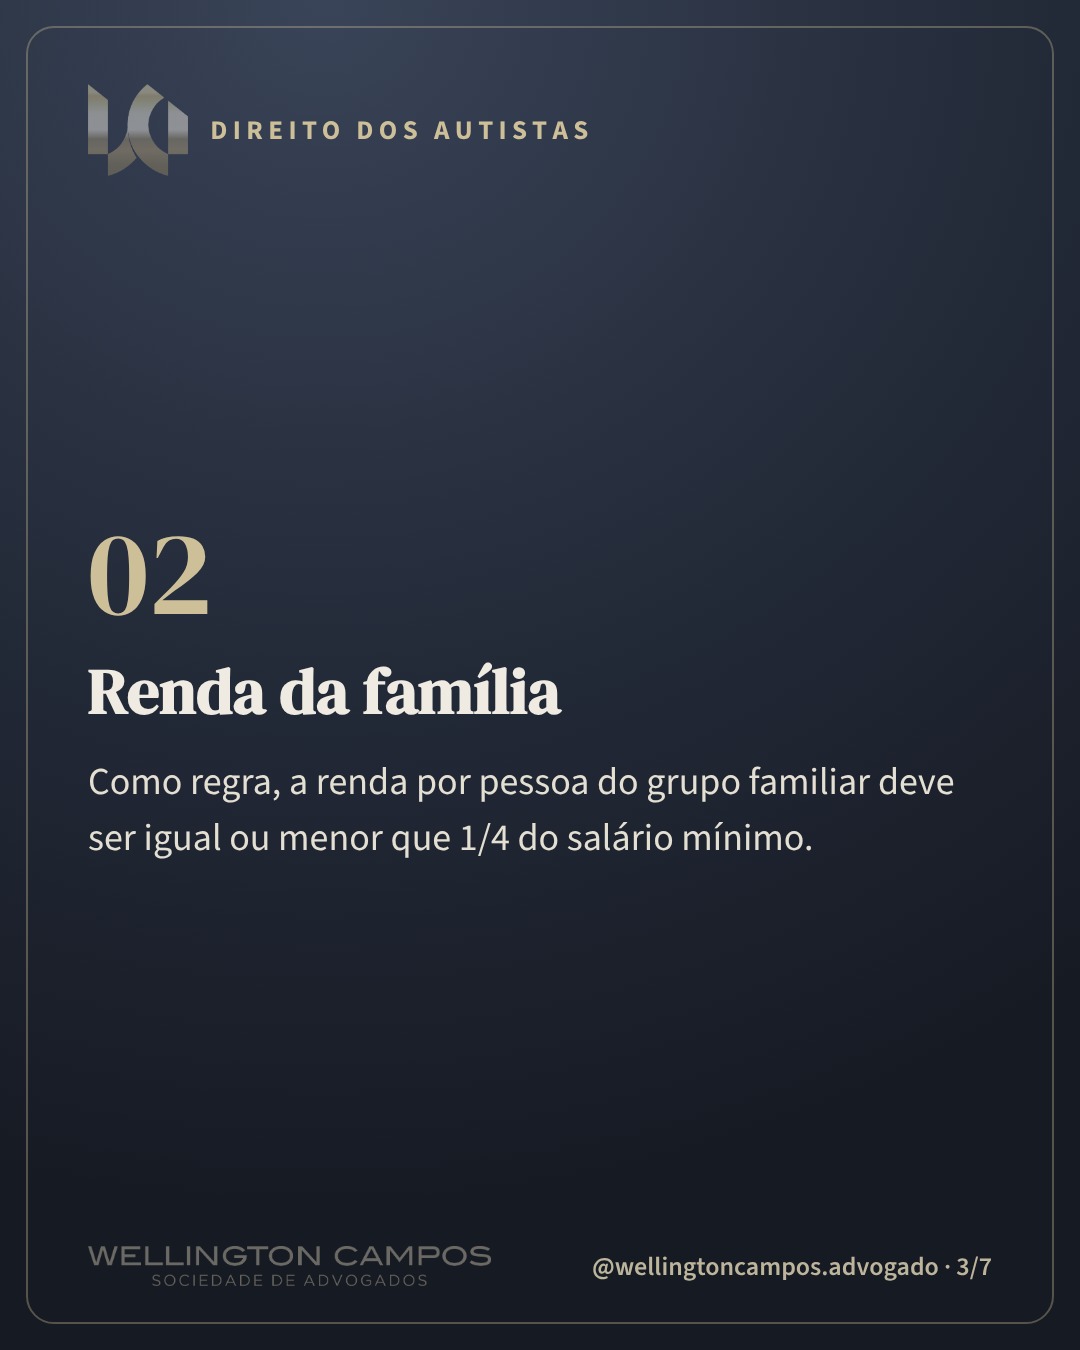 DIREITO DOS AUTISTAS
02
Renda da família
Como regra, a renda por pessoa do grupo familiar deve
ser igual ou menor que 1/4 do salário mínimo.
WELLINGTON CAMPOS
SOCIEDADE DE ADVOGADOS
@wellingtoncampos.advogado · 3/7